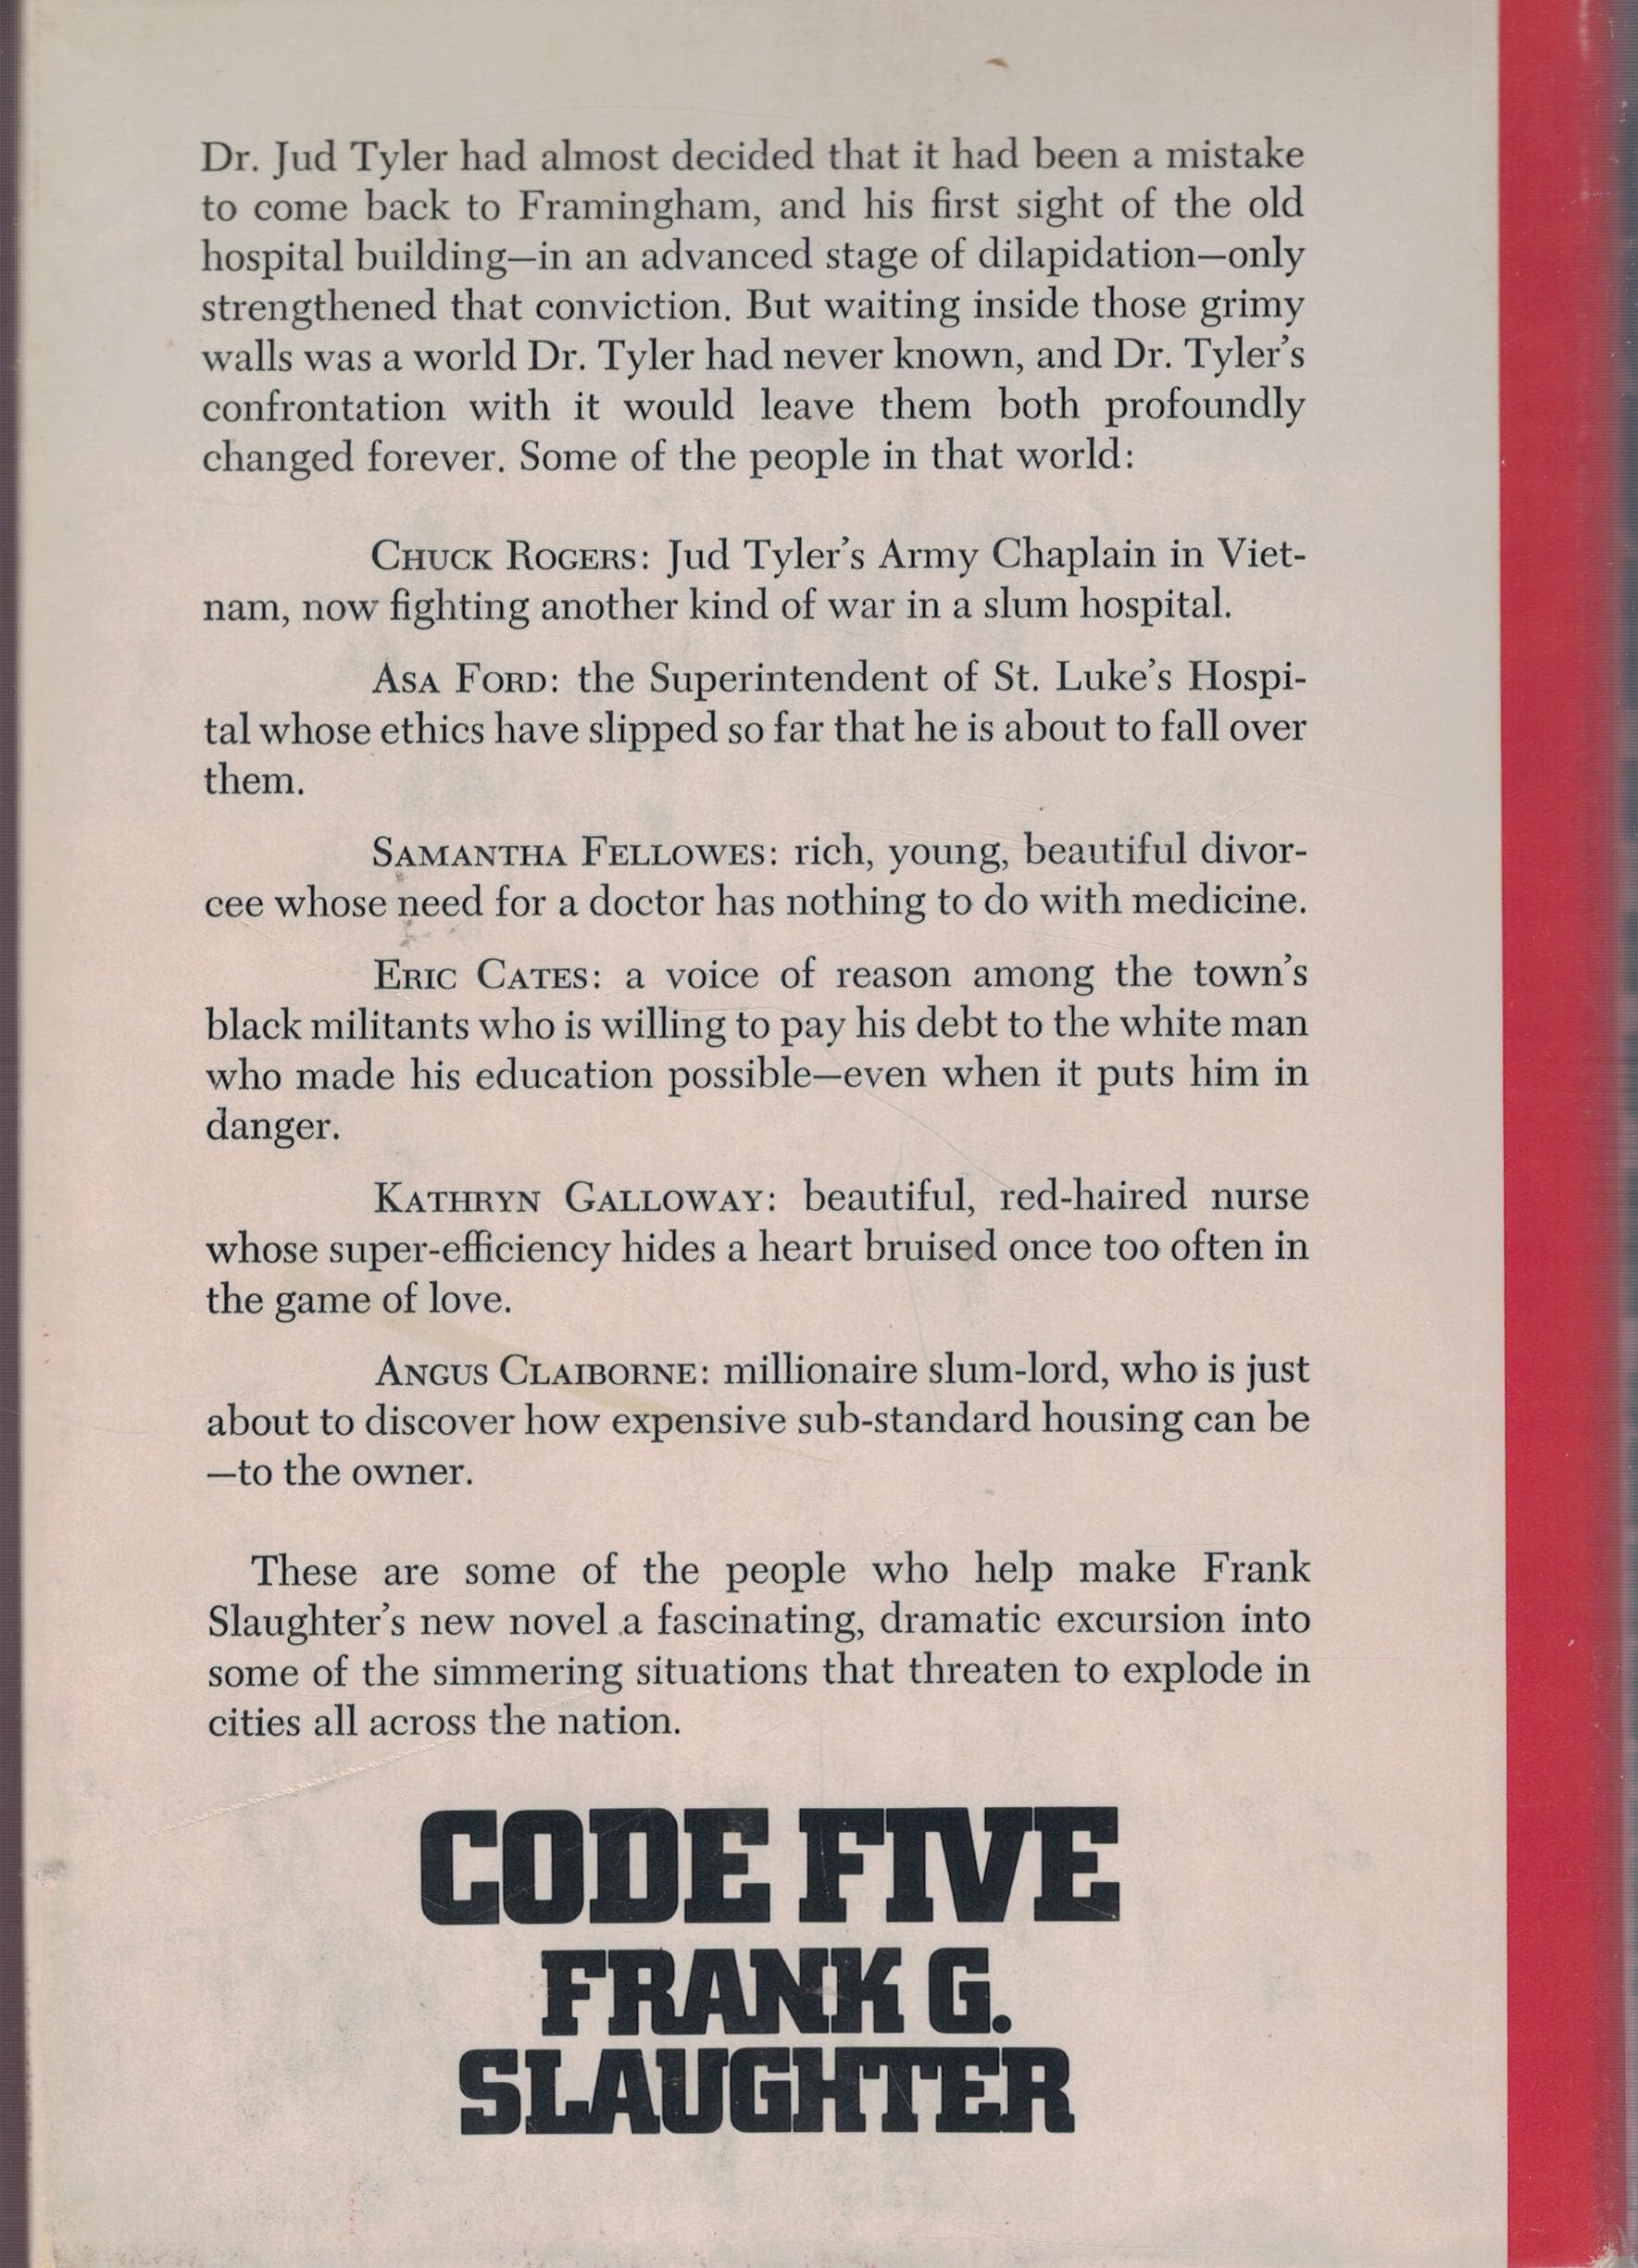 Dr. Jud Tyler had almost decided that it had been a mistake
to come back to Framingham, and his first sight of the old
hospital building—in an advanced stage of dilapidation—only
strengthened that conviction. But waiting inside those grimy
walls was a world Dr. Tyler had never known, and Dr. Tyler's
confrontation with it would leave them both profoundly
changed forever. Some of the people in that world:
CHUCK ROGERS: Jud Tyler's Army Chaplain in Viet-
nam, now fighting another kind of war in a slum hospital.
ASA FORD: the Superintendent of St. Luke's Hospi-
tal whose ethics have slipped so far that he is about to fall over
them.
SAMANTHA FELLOWES: rich, young, beautiful divor-
cee whose need for a doctor has nothing to do with medicine.
ERIC CATES: a voice of reason among the town's
black militants who is willing to pay his debt to the white man
who made his education possible—even when it puts him in
danger.
KATHRYN GALLOWAY: beautiful, red-haired nurse
whose super-efficiency hides a heart bruised once too often in
the game of love.
ANGUS CLAIBORNE: millionaire slum-lord, who is just
about to discover how expensive sub-standard housing can be
—to the owner.
These are some of the people who help make Frank
Slaughter's new novel a fascinating, dramatic excursion into
some of the simmering situations that threaten to explode in
cities all across the nation.
CODE FIVE
FRANK G.
SLAUGHTER